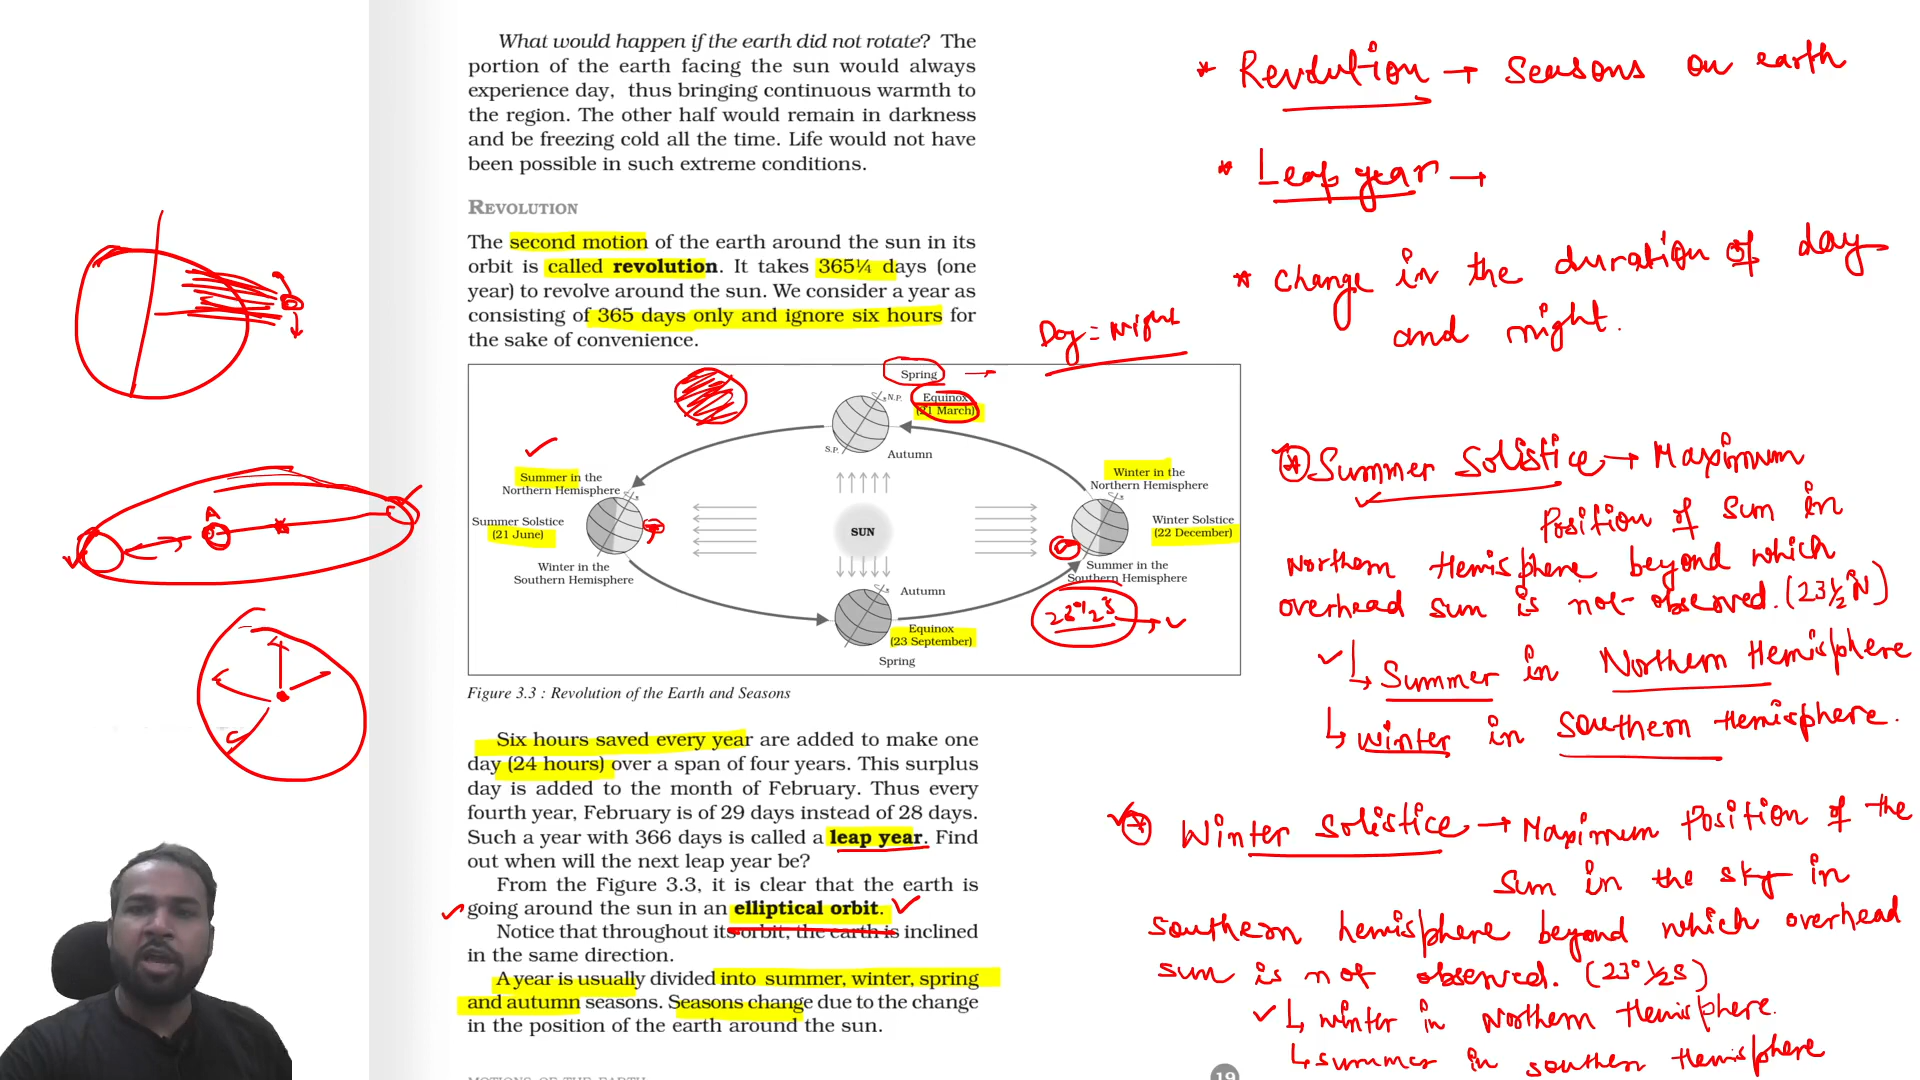 What would happen if the earth did not rotate? The
portion of the earth facing the sun would always
experience day, thus bringing continuous warmth to
the region. The other half would remain in darkness
and be freezing cold all the time. Life would not have
been possible in such extreme conditions.
REVOLUTION
The second motion of the earth around the sun in its
orbit is called revolution. It takes 365¼ days (one
year) to revolve around the sun. We consider a year as
consisting of 365 days only and ignore six hours for
the sake of convenience.
Day = Night
Spring →
N.P.
Equinox
(21 March)
S.P.
Autumn
Summer in the
Northern Hemisphere
Summer Solstice
(21 June)
Winter in the
Southern Hemisphere
SUN
Winter in the
Northern Hemisphere
Winter Solstice
(22 December)
Summer in the
Southern Hemisphere
23°½ S →
Autumn
Equinox
(23 September)
Spring
Figure 3.3 : Revolution of the Earth and Seasons
Six hours saved every year are added to make one
day (24 hours) over a span of four years. This surplus
day is added to the month of February. Thus every
fourth year, February is of 29 days instead of 28 days.
Such a year with 366 days is called a leap year. Find
out when will the next leap year be?
From the Figure 3.3, it is clear that the earth is
going around the sun in an elliptical orbit.
Notice that throughout its orbit, the earth is inclined
in the same direction.
A year is usually divided into summer, winter, spring
and autumn seasons. Seasons change due to the change
in the position of the earth around the sun.
MOTIONS OF THE EARTH
19
A
* Revolution → Seasons on earth
* Leap year →
* Change in the duration of day
and night.
* Summer Solistice → Maximum
Position of Sun in
Northern Hemisphere beyond which
overhead sun is not observed. (23½°N)
↳ Summer in Northern Hemisphere
↳ Winter in Southern Hemisphere.
* Winter Solistice → Maximum Position of the
Sun in the sky in
Southern hemisphere beyond which overhead
sun is not observed. (23°½S)
↳ Winter in Northern Hemisphere.
↳ Summer in Southern Hemisphere